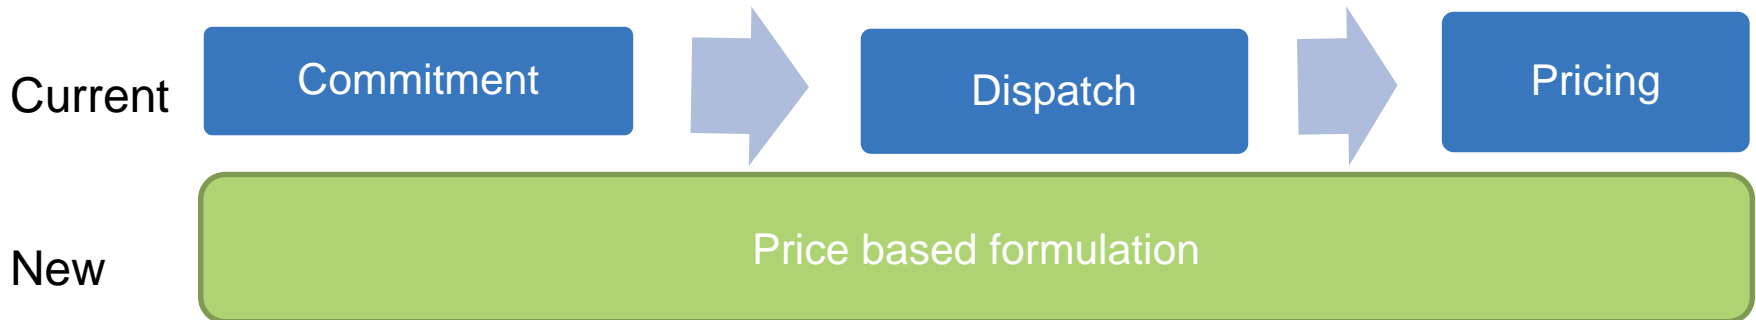 Current
Commitment
Dispatch
Pricing
New
Price based formulation